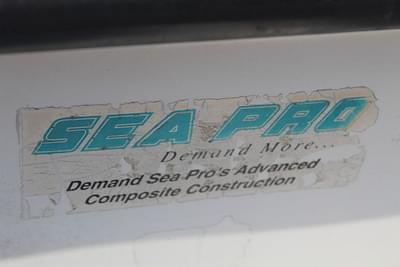 SEA PRO
Demand More...
Demand Sea Pro's Advanced
Composite Construction